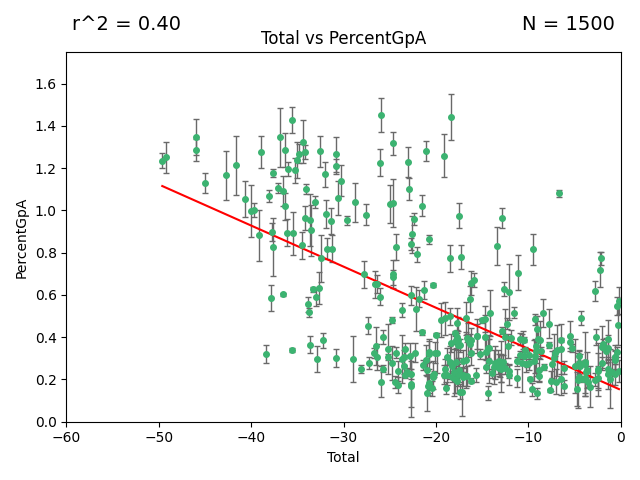 r^2 = 0.40 N = 1500
Total vs PercentGpA
1.6
1.4
1.2
1.0
0.8
0.6
0.4
0.2
0.0
PercentGpA
−60 −50 −40 −30 −20 −10 0
Total